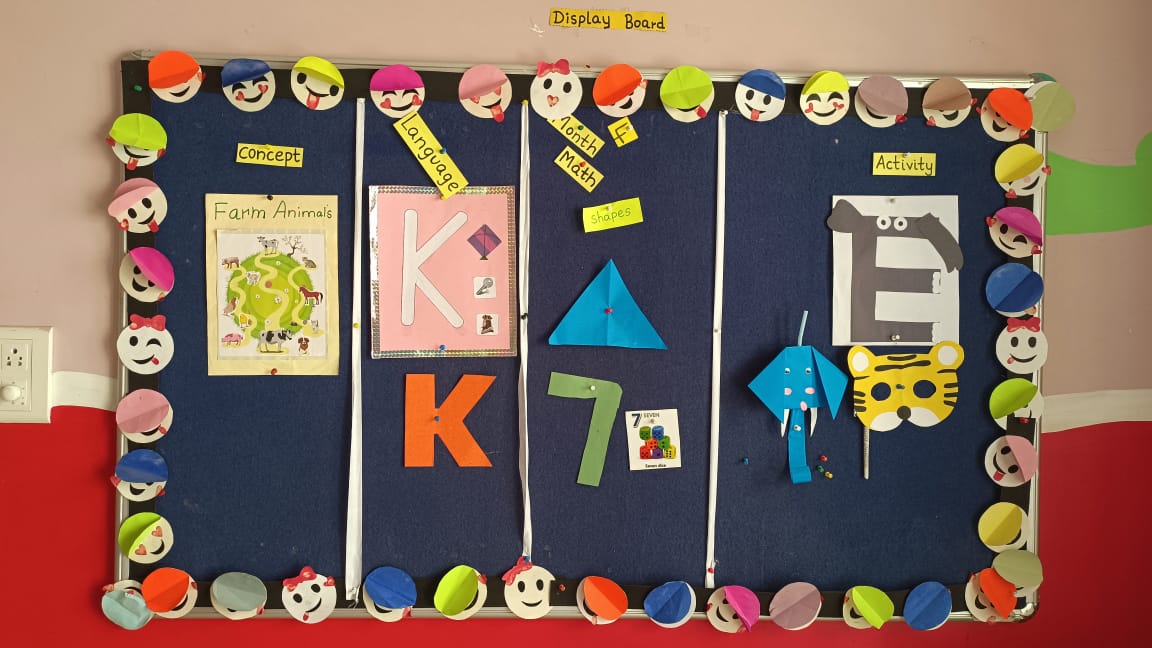 Display Board
Concept
Farm Animals
Language
K
K
Month 4
Math
shapes
7
7 SEVEN
Seven dice
Activity
E